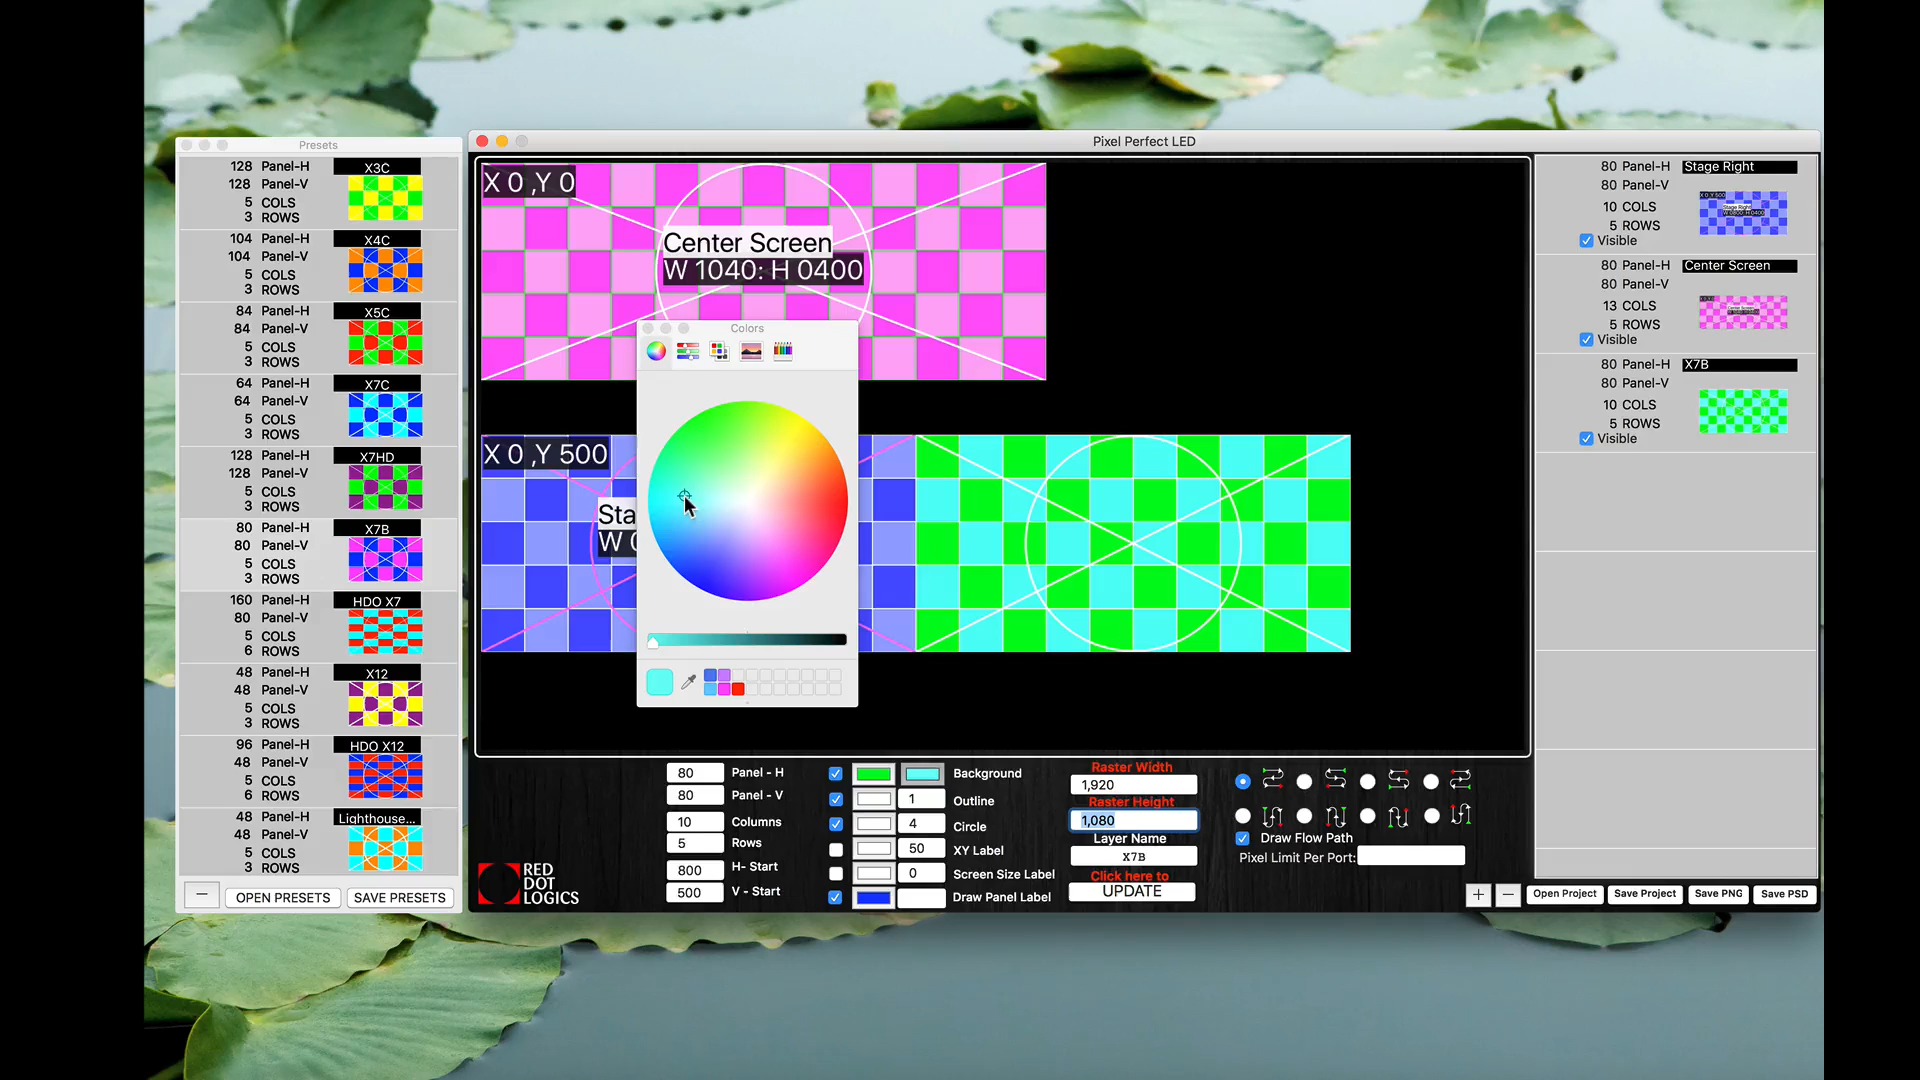 Presets
128 Panel-H X3C
128 Panel-V
5 COLS
3 ROWS
104 Panel-H X4C
104 Panel-V
5 COLS
3 ROWS
84 Panel-H X5C
84 Panel-V
5 COLS
3 ROWS
64 Panel-H X7C
64 Panel-V
5 COLS
3 ROWS
128 Panel-H X7HD
128 Panel-V
5 COLS
3 ROWS
80 Panel-H X7B
80 Panel-V
5 COLS
3 ROWS
160 Panel-H HDO X7
80 Panel-V
5 COLS
6 ROWS
48 Panel-H X12
48 Panel-V
5 COLS
3 ROWS
96 Panel-H HDO X12
48 Panel-V
5 COLS
6 ROWS
48 Panel-H Lighthouse...
48 Panel-V
5 COLS
3 ROWS
OPEN PRESETS SAVE PRESETS
Pixel Perfect LED
X 0 ,Y 0
Center Screen
W 1040: H 0400
Colors
X 0 ,Y 500
Sta
W 0
80 Panel - H
80 Panel - V
10 Columns
5 Rows
800 H- Start
500 V - Start
Background
1 Outline
4 Circle
50 XY Label
0 Screen Size Label
Draw Panel Label
Raster Width
1,920
Raster Height
1,080
Layer Name
X7B
Click here to
UPDATE
Draw Flow Path
Pixel Limit Per Port:
RED
DOT
LOGICS
80 Panel-H Stage Right
80 Panel-V
10 COLS
5 ROWS
Visible
X 0 ,Y 500
Stage Right
W 0800: H 0400
80 Panel-H Center Screen
80 Panel-V
13 COLS
5 ROWS
Visible
80 Panel-H X7B
80 Panel-V
10 COLS
5 ROWS
Visible
+ − Open Project Save Project Save PNG Save PSD